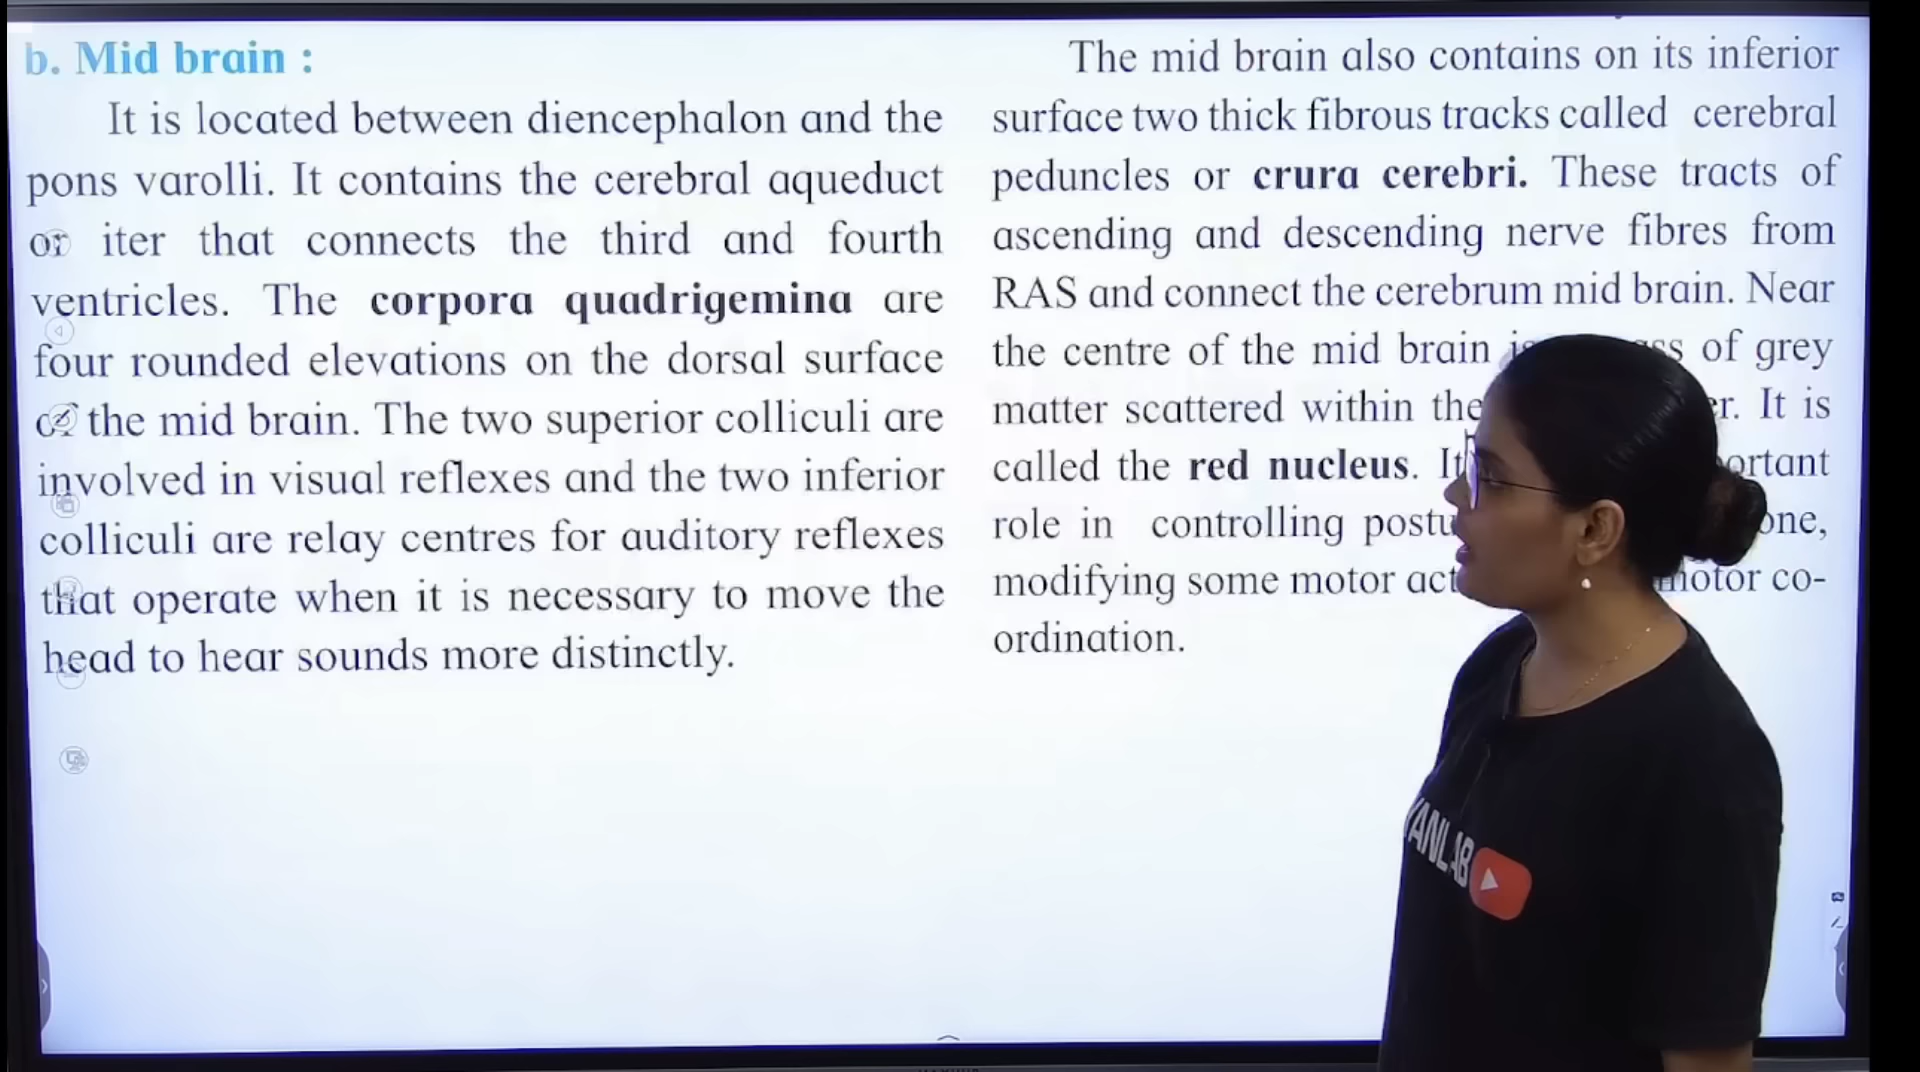 b. Mid brain :
It is located between diencephalon and the
pons varolli. It contains the cerebral aqueduct
or iter that connects the third and fourth
ventricles. The corpora quadrigemina are
four rounded elevations on the dorsal surface
of the mid brain. The two superior colliculi are
involved in visual reflexes and the two inferior
colliculi are relay centres for auditory reflexes
that operate when it is necessary to move the
head to hear sounds more distinctly.
The mid brain also contains on its inferior
surface two thick fibrous tracks called cerebral
peduncles or crura cerebri. These tracts of
ascending and descending nerve fibres from
RAS and connect the cerebrum mid brain. Near
the centre of the mid brain of grey
matter scattered within the It is
called the red nucleus. It
role in controlling
modifying some motor motor co-
ordination.